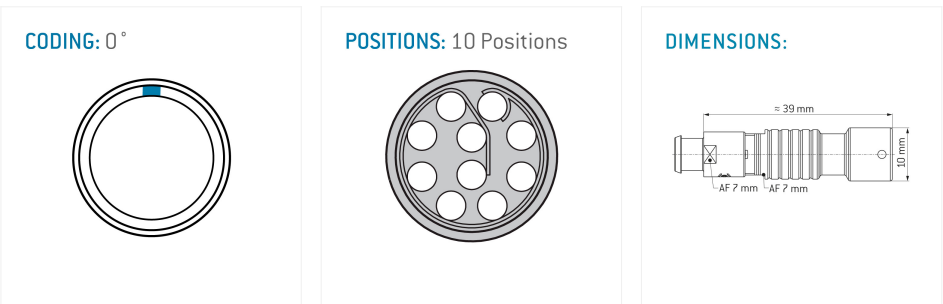 CODING: 0°
POSITIONS: 10 Positions
DIMENSIONS:
≈ 39 mm
10 mm
AF 7 mm
AF 7 mm